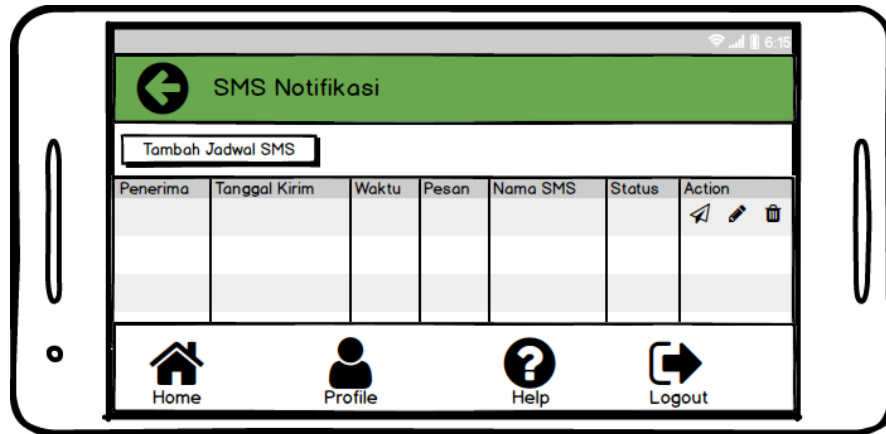 6:15
SMS Notifikasi
Tambah Jadwal SMS
Penerima Tanggal Kirim Waktu Pesan Nama SMS Status Action
Home Profile Help Logout